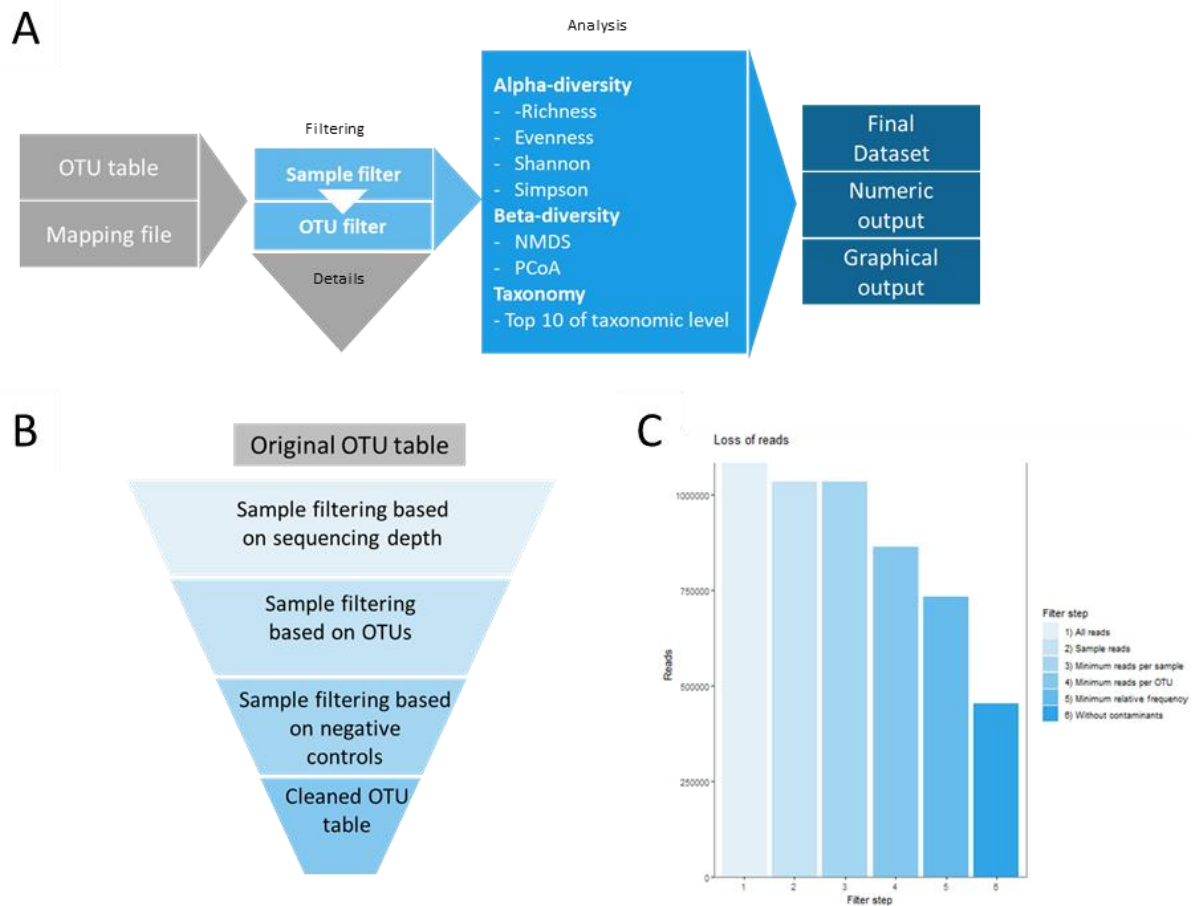 A
Analysis
Filtering
OTU table
Mapping file
Sample filter
OTU filter
Details
Alpha-diversity
- -Richness
- Evenness
- Shannon
- Simpson
Beta-diversity
- NMDS
- PCoA
Taxonomy
- Top 10 of taxonomic level
Final
Dataset
Numeric
output
Graphical
output
B
Original OTU table
Sample filtering based
on sequencing depth
Sample filtering
based on OTUs
Sample filtering based
on negative
controls
Cleaned OTU
table
C
Loss of reads
Reads
1000000
750000
500000
250000
0
1 2 3 4 5 6
Filter step
Filter step
1) All reads
2) Sample reads
3) Minimum reads per sample
4) Minimum reads per OTU
5) Minimum relative frequency
6) Without contaminants